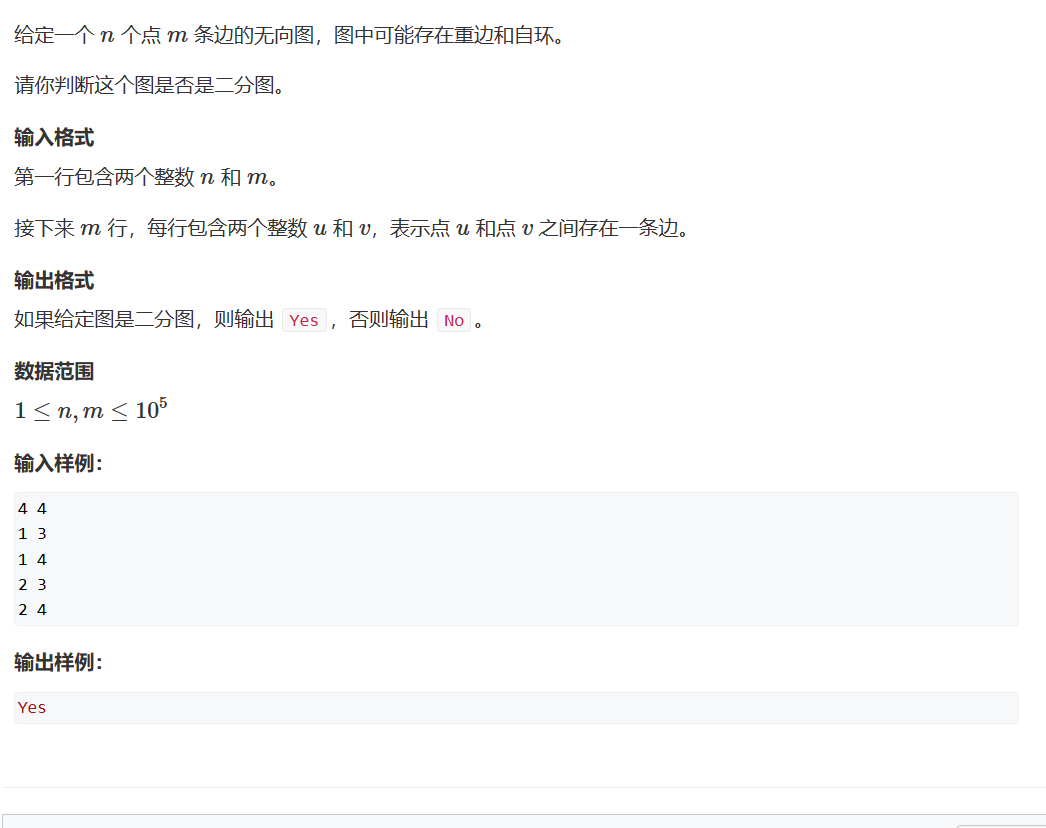 给定一个 n 个点 m 条边的无向图，图中可能存在重边和自环。
请你判断这个图是否是二分图。
输入格式
第一行包含两个整数 n 和 m。
接下来 m 行，每行包含两个整数 u 和 v，表示点 u 和点 v 之间存在一条边。
输出格式
如果给定图是二分图，则输出 Yes ，否则输出 No 。
数据范围
1 ≤ n, m ≤ 10⁵
输入样例：
4 4
1 3
1 4
2 3
2 4
输出样例：
Yes